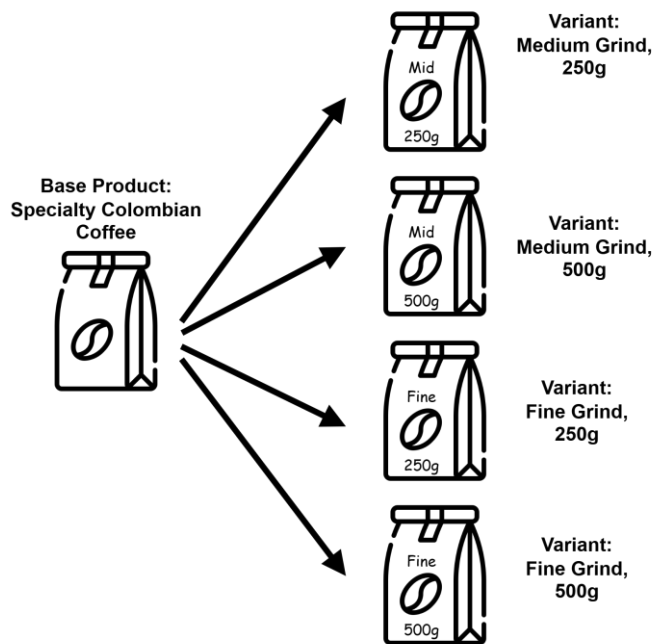 Base Product:
Specialty Colombian
Coffee
Mid
250g
Variant:
Medium Grind,
250g
Mid
500g
Variant:
Medium Grind,
500g
Fine
250g
Variant:
Fine Grind,
250g
Fine
500g
Variant:
Fine Grind,
500g